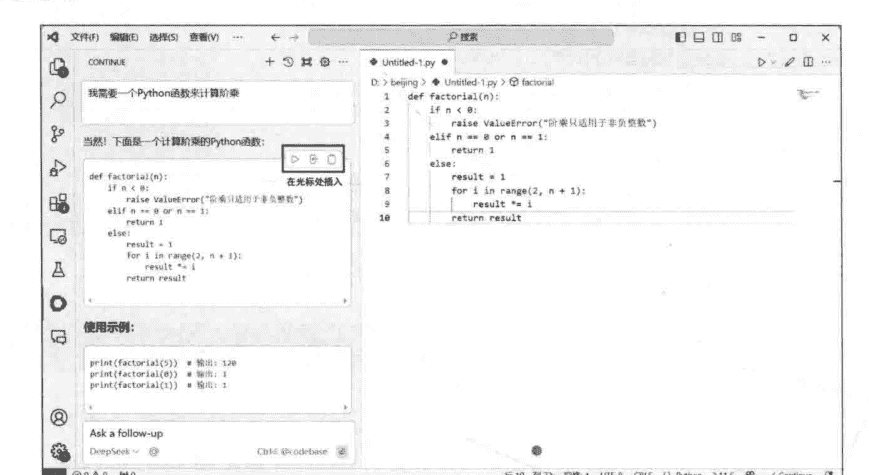 文件(F) 编辑(E) 选择(S) 查看(V) ··· ← → 搜索
CONTINUE
我需要一个Python函数来计算阶乘
当然！下面是一个计算阶乘的Python函数：
在光标处插入
def factorial(n):
if n < 0:
raise ValueError("阶乘只适用于非负整数")
elif n == 0 or n == 1:
return 1
else:
result = 1
for i in range(2, n + 1):
result *= i
return result
使用示例：
print(factorial(5)) # 输出: 120
print(factorial(0)) # 输出: 1
print(factorial(1)) # 输出: 1
Ask a follow-up
DeepSeek @ @codebase
Untitled-1.py
D: > beijing > Untitled-1.py > factorial
1 def factorial(n):
2 if n < 0:
3 raise ValueError("阶乘只适用于非负整数")
4 elif n == 0 or n == 1:
5 return 1
6 else:
7 result = 1
8 for i in range(2, n + 1):
9 result *= i
10 return result